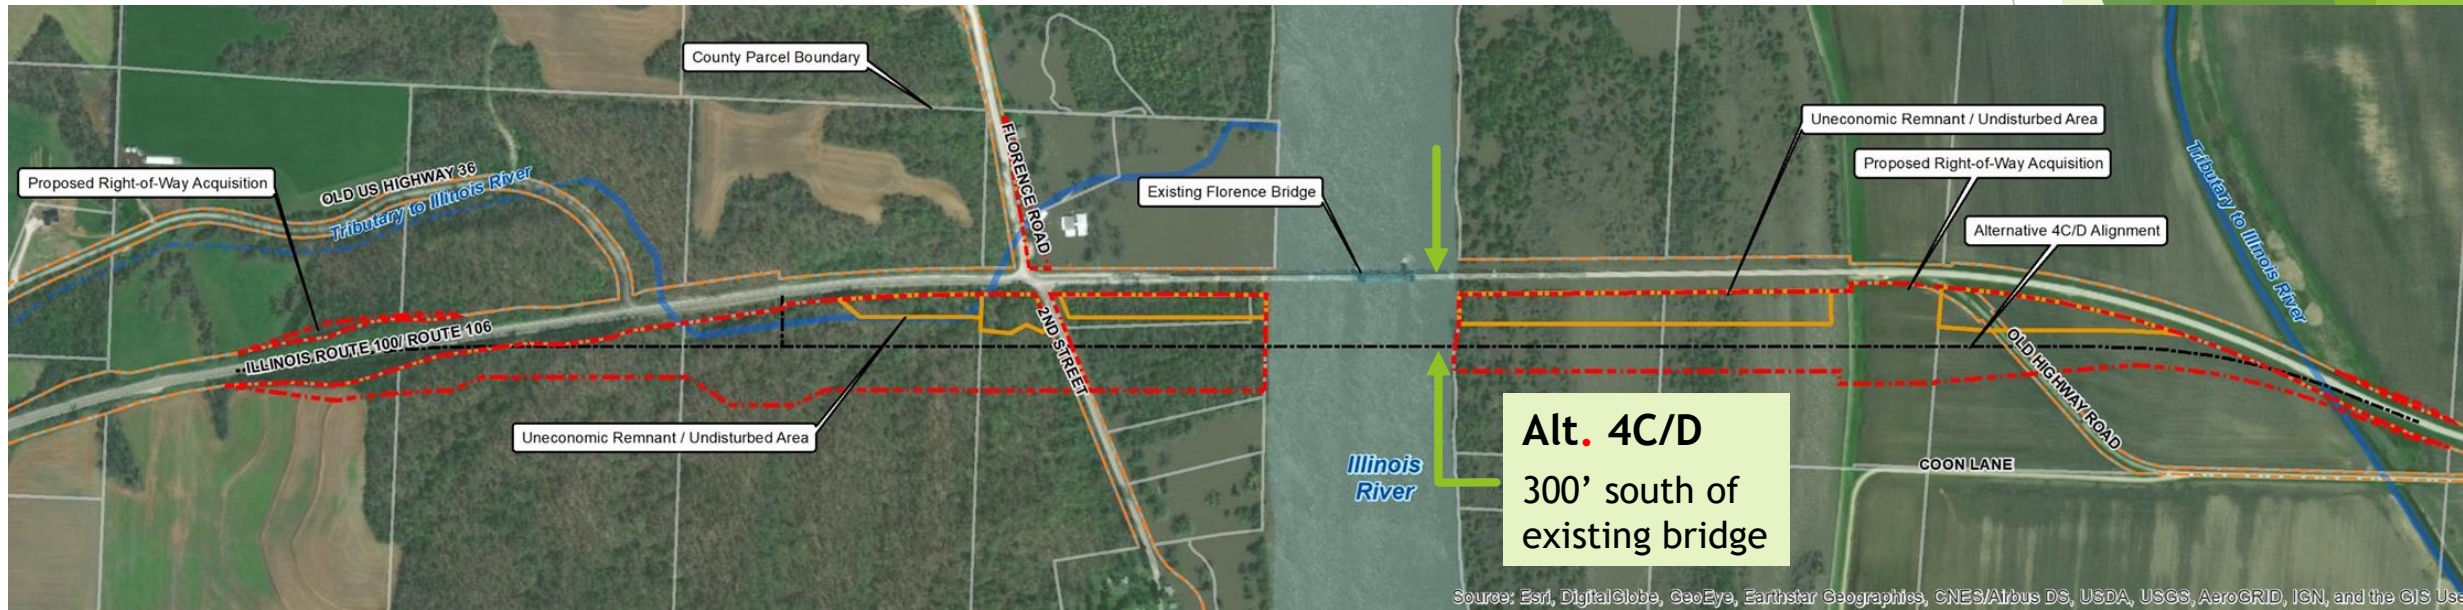 County Parcel Boundary
Uneconomic Remnant / Undisturbed Area
FLORENCE ROAD
Proposed Right-of-Way Acquisition
OLD US HIGHWAY 36
Proposed Right-of-Way Acquisition
Tributary to Illinois River
Existing Florence Bridge
Tributary to Illinois River
Alternative 4C/D Alignment
ILLINOIS ROUTE 100/ ROUTE 106
2ND STREET
OLD HIGHWAY ROAD
Uneconomic Remnant / Undisturbed Area
Alt. 4C/D
300’ south of
existing bridge
Illinois
River
COON LANE
Source: Esri, DigitalGlobe, GeoEye, Earthstar Geographics, CNES/Airbus DS, USDA, USGS, AeroGRID, IGN, and the GIS Us